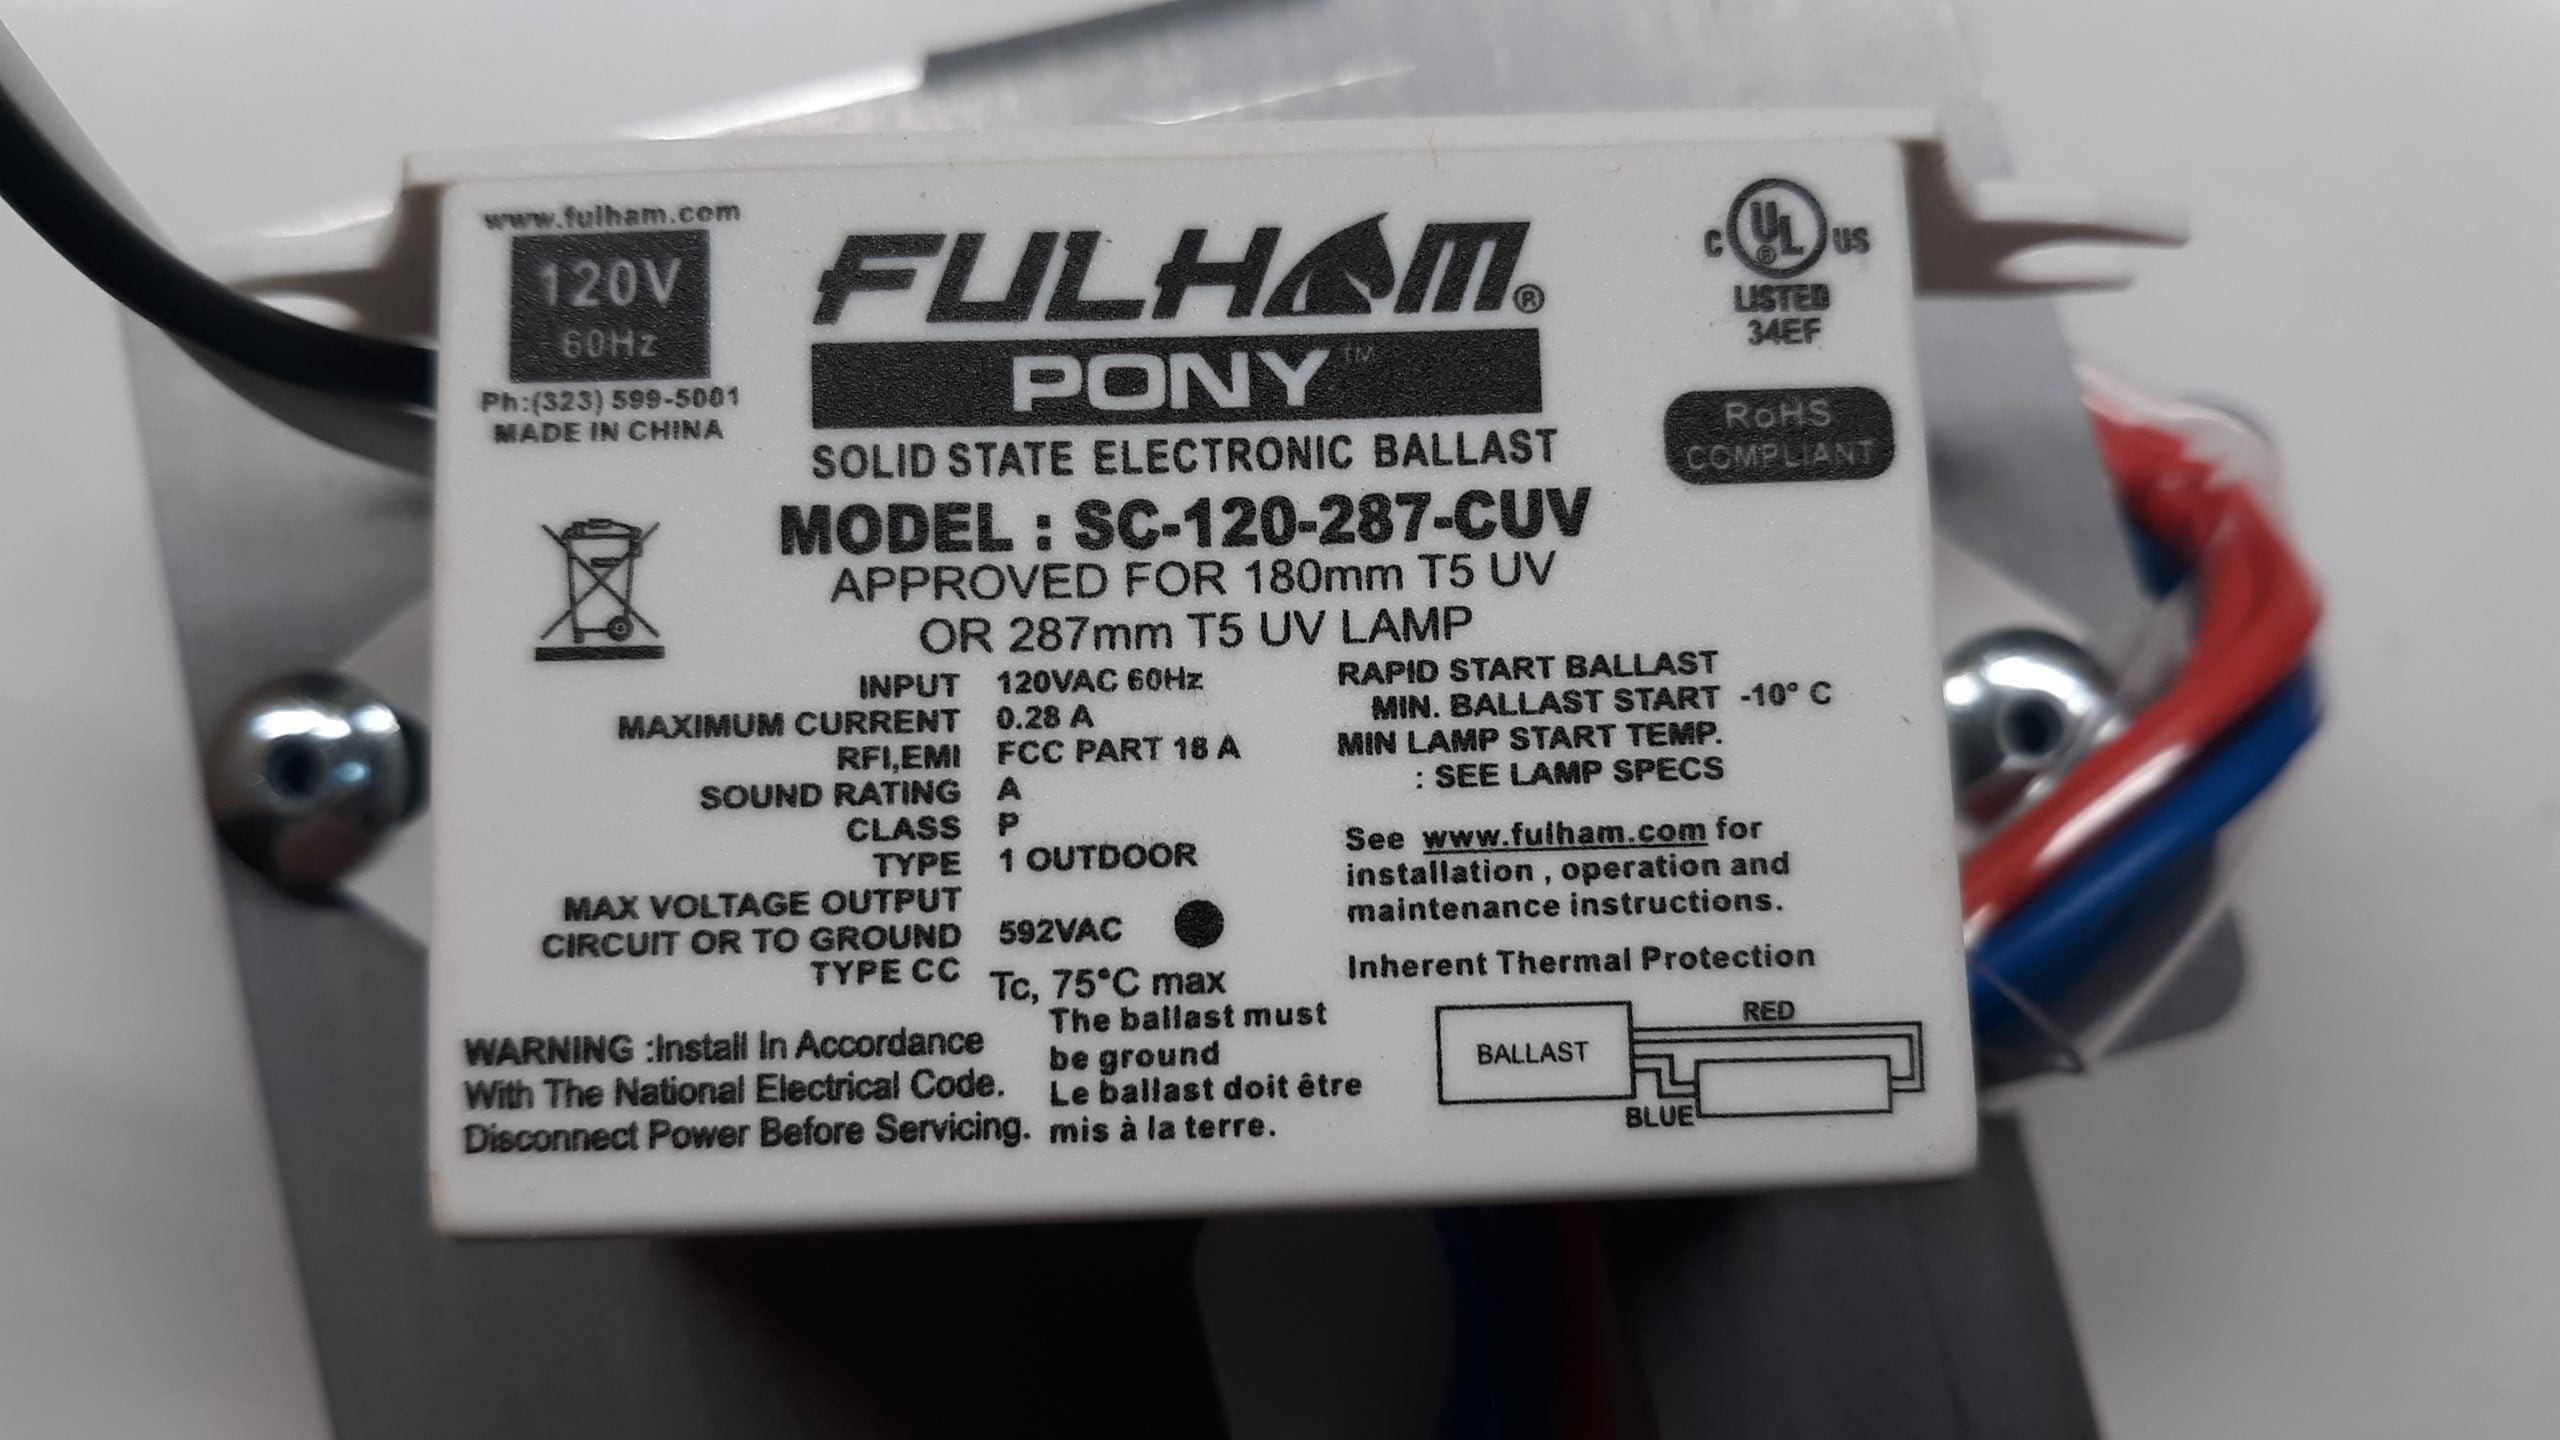 www.fulham.com
120V
60Hz
Ph:(323) 599-5001
MADE IN CHINA
FULHAM®
PONY™
SOLID STATE ELECTRONIC BALLAST
MODEL : SC-120-287-CUV
APPROVED FOR 180mm T5 UV
OR 287mm T5 UV LAMP
C UL® US
LISTED
34EF
RoHS
COMPLIANT
INPUT 120VAC 60Hz
MAXIMUM CURRENT 0.28 A
RFI,EMI FCC PART 18 A
SOUND RATING A
CLASS P
TYPE 1 OUTDOOR
MAX VOLTAGE OUTPUT
CIRCUIT OR TO GROUND 592VAC
TYPE CC
Tc, 75°C max
RAPID START BALLAST
MIN. BALLAST START -10° C
MIN LAMP START TEMP.
: SEE LAMP SPECS
See www.fulham.com for
installation , operation and
maintenance instructions.
Inherent Thermal Protection
WARNING :Install In Accordance
With The National Electrical Code.
Disconnect Power Before Servicing.
The ballast must
be ground
Le ballast doit être
mis à la terre.
BALLAST
RED
BLUE